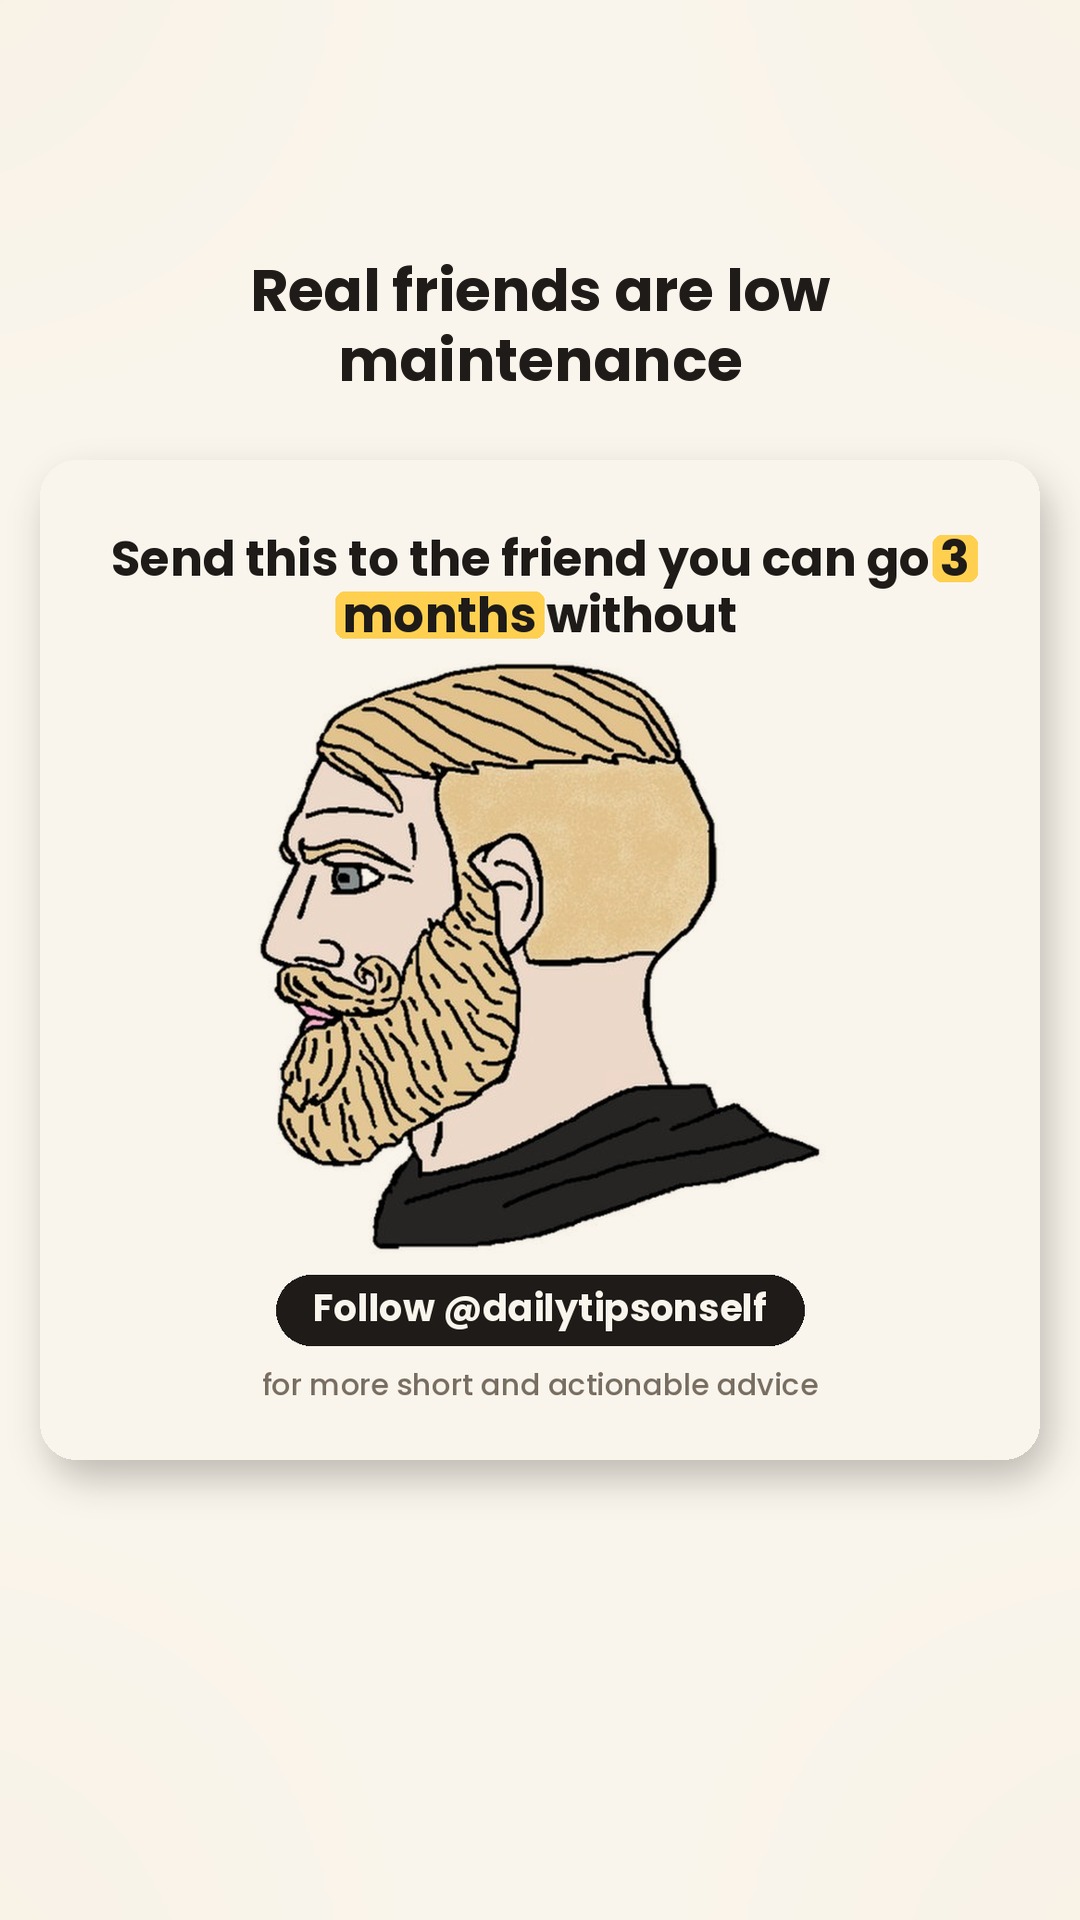 Real friends are low
maintenance
Send this to the friend you can go 3
months without
Follow @dailytipsonself
for more short and actionable advice